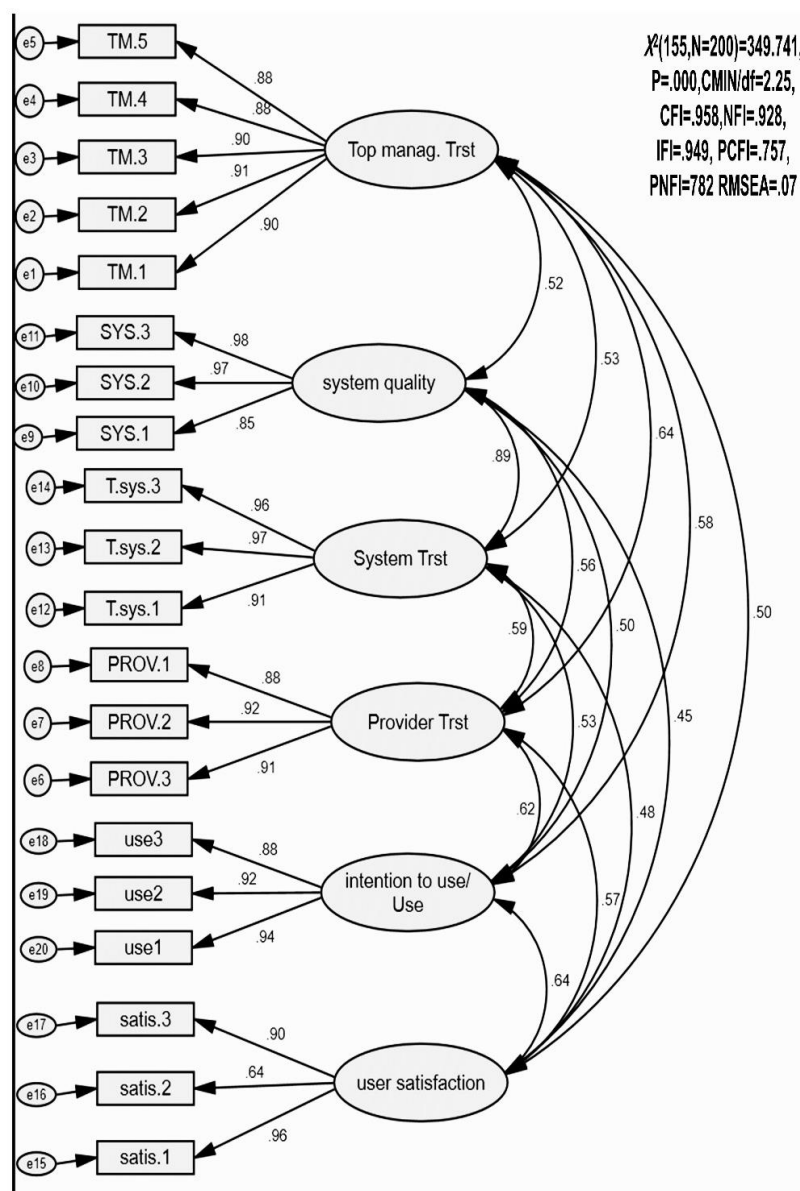 X²(155,N=200)=349.741,
P=.000,CMIN/df=2.25,
CFI=.958,NFI=.928,
IFI=.949, PCFI=.757,
PNFI=782 RMSEA=.07
e5
TM.5
.88
e4
TM.4
.88
e3
TM.3
.90
Top manag. Trst
e2
TM.2
.91
e1
TM.1
.90
.52
e11
SYS.3
.98
.53
e10
SYS.2
.97
system quality
e9
SYS.1
.85
.64
.89
e14
T.sys.3
.96
.58
e13
T.sys.2
.97
System Trst
.56
e12
T.sys.1
.91
.59
.50
.50
e8
PROV.1
.88
e7
PROV.2
.92
Provider Trst
.53
.45
e6
PROV.3
.91
.62
.48
e18
use3
.88
e19
use2
.92
intention to use/
Use
.57
e20
use1
.94
.64
e17
satis.3
.90
e16
satis.2
.64
user satisfaction
e15
satis.1
.96